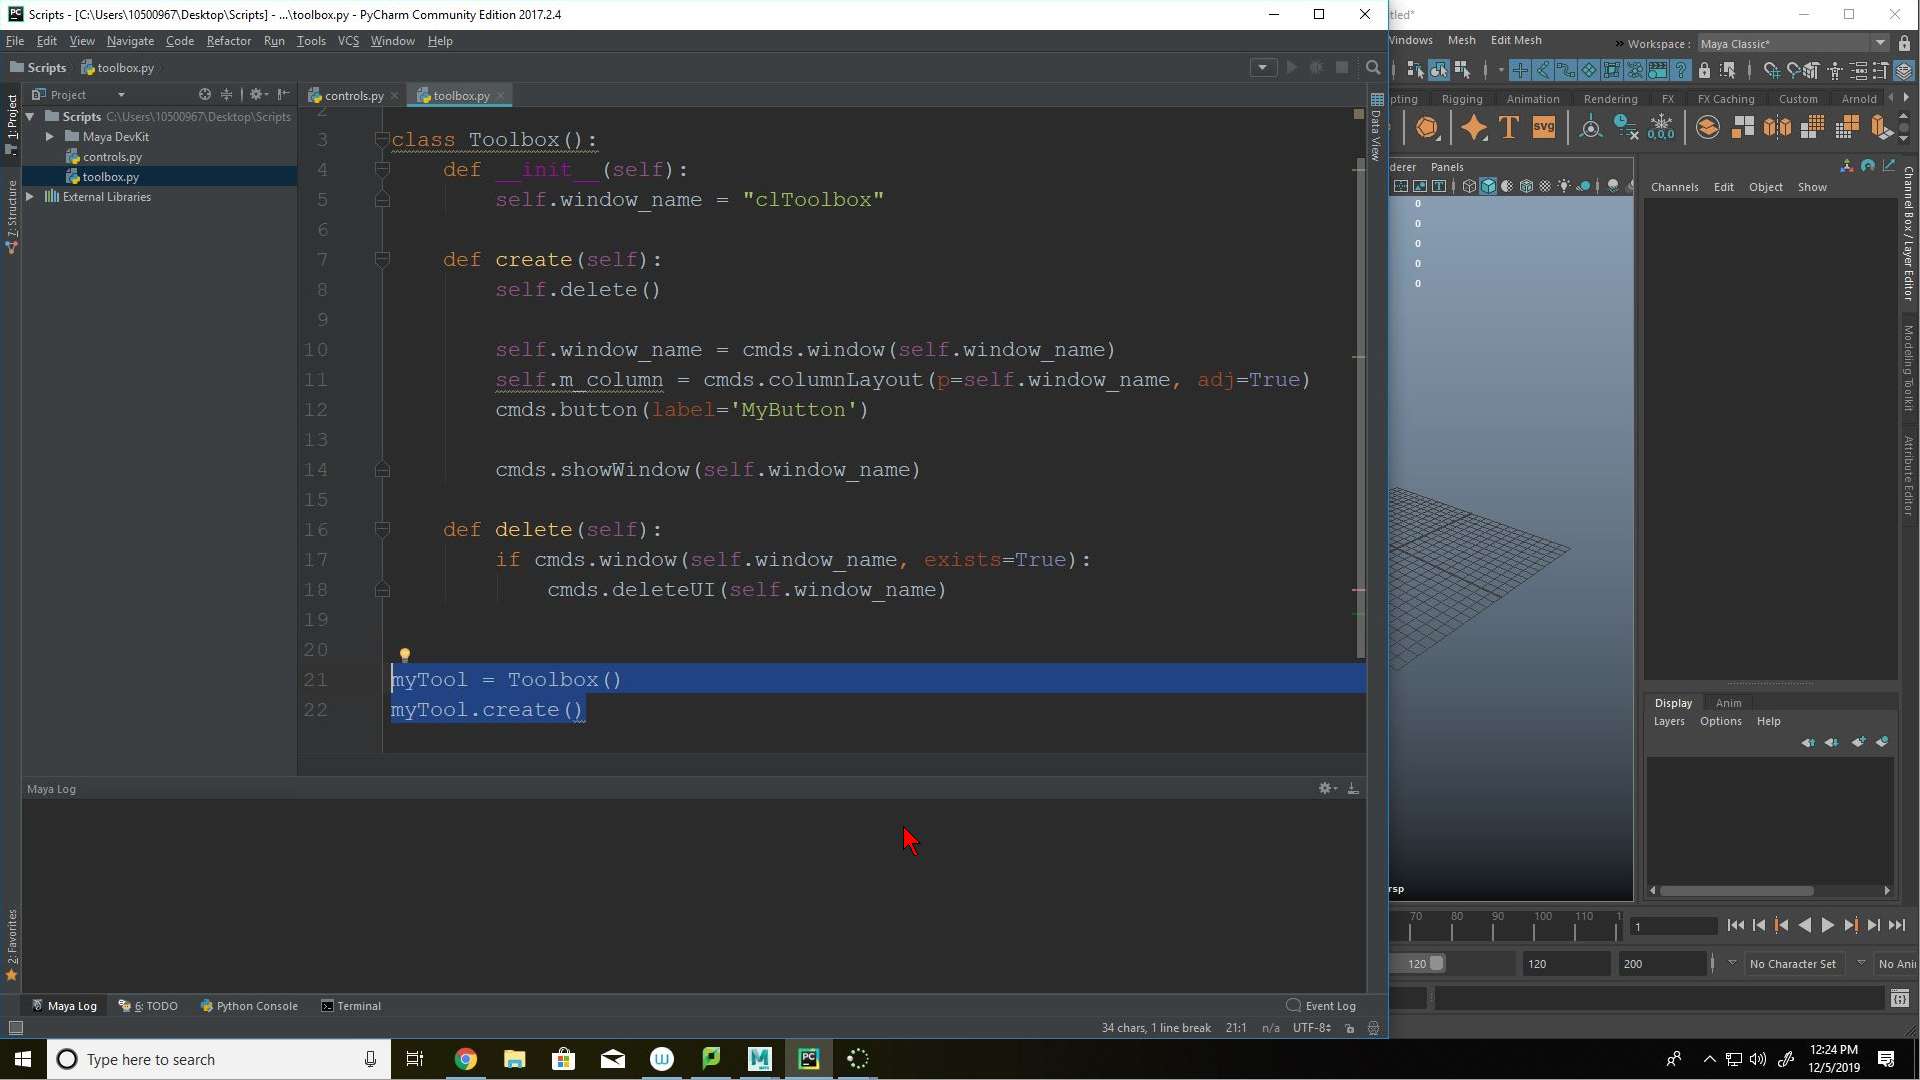 Scripts - [C:\Users\10500967\Desktop\Scripts] - ...\toolbox.py - PyCharm Community Edition 2017.2.4
File Edit View Navigate Code Refactor Run Tools VCS Window Help
Scripts toolbox.py
Project
controls.py toolbox.py
1: Project
7: Structure
2: Favorites
Scripts C:\Users\10500967\Desktop\Scripts
Maya DevKit
controls.py
toolbox.py
External Libraries
2
3 class Toolbox():
4 def __init__(self):
5 self.window_name = "clToolbox"
6
7 def create(self):
8 self.delete()
9
10 self.window_name = cmds.window(self.window_name)
11 self.m_column = cmds.columnLayout(p=self.window_name, adj=True)
12 cmds.button(label='MyButton')
13
14 cmds.showWindow(self.window_name)
15
16 def delete(self):
17 if cmds.window(self.window_name, exists=True):
18 cmds.deleteUI(self.window_name)
19
20
21 myTool = Toolbox()
22 myTool.create()
Data View
Maya Log
Maya Log 6: TODO Python Console Terminal Event Log
34 chars, 1 line break 21:1 n/a UTF-8
tled*
Windows Mesh Edit Mesh Workspace : Maya Classic*
pting Rigging Animation Rendering FX FX Caching Custom Arnold
T svg 0,0,0
derer Panels
0
0
0
0
0
rsp
Channels Edit Object Show
Channel Box / Layer Editor
Modeling Toolkit
Attribute Editor
Display Anim
Layers Options Help
70 80 90 100 110 1
1
120 120 200 No Character Set No Ani
Type here to search
12:24 PM
12/5/2019